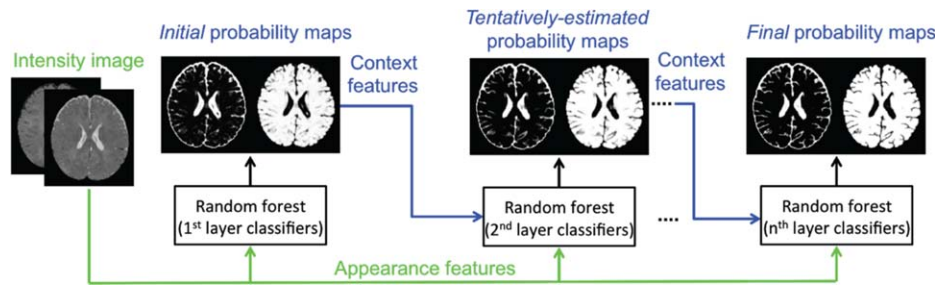 Intensity image
Initial probability maps
Context
features
Tentatively-estimated
probability maps
Context
features
Final probability maps
....
Random forest
(1st layer classifiers)
Random forest
(2nd layer classifiers)
....
Random forest
(nth layer classifiers)
Appearance features